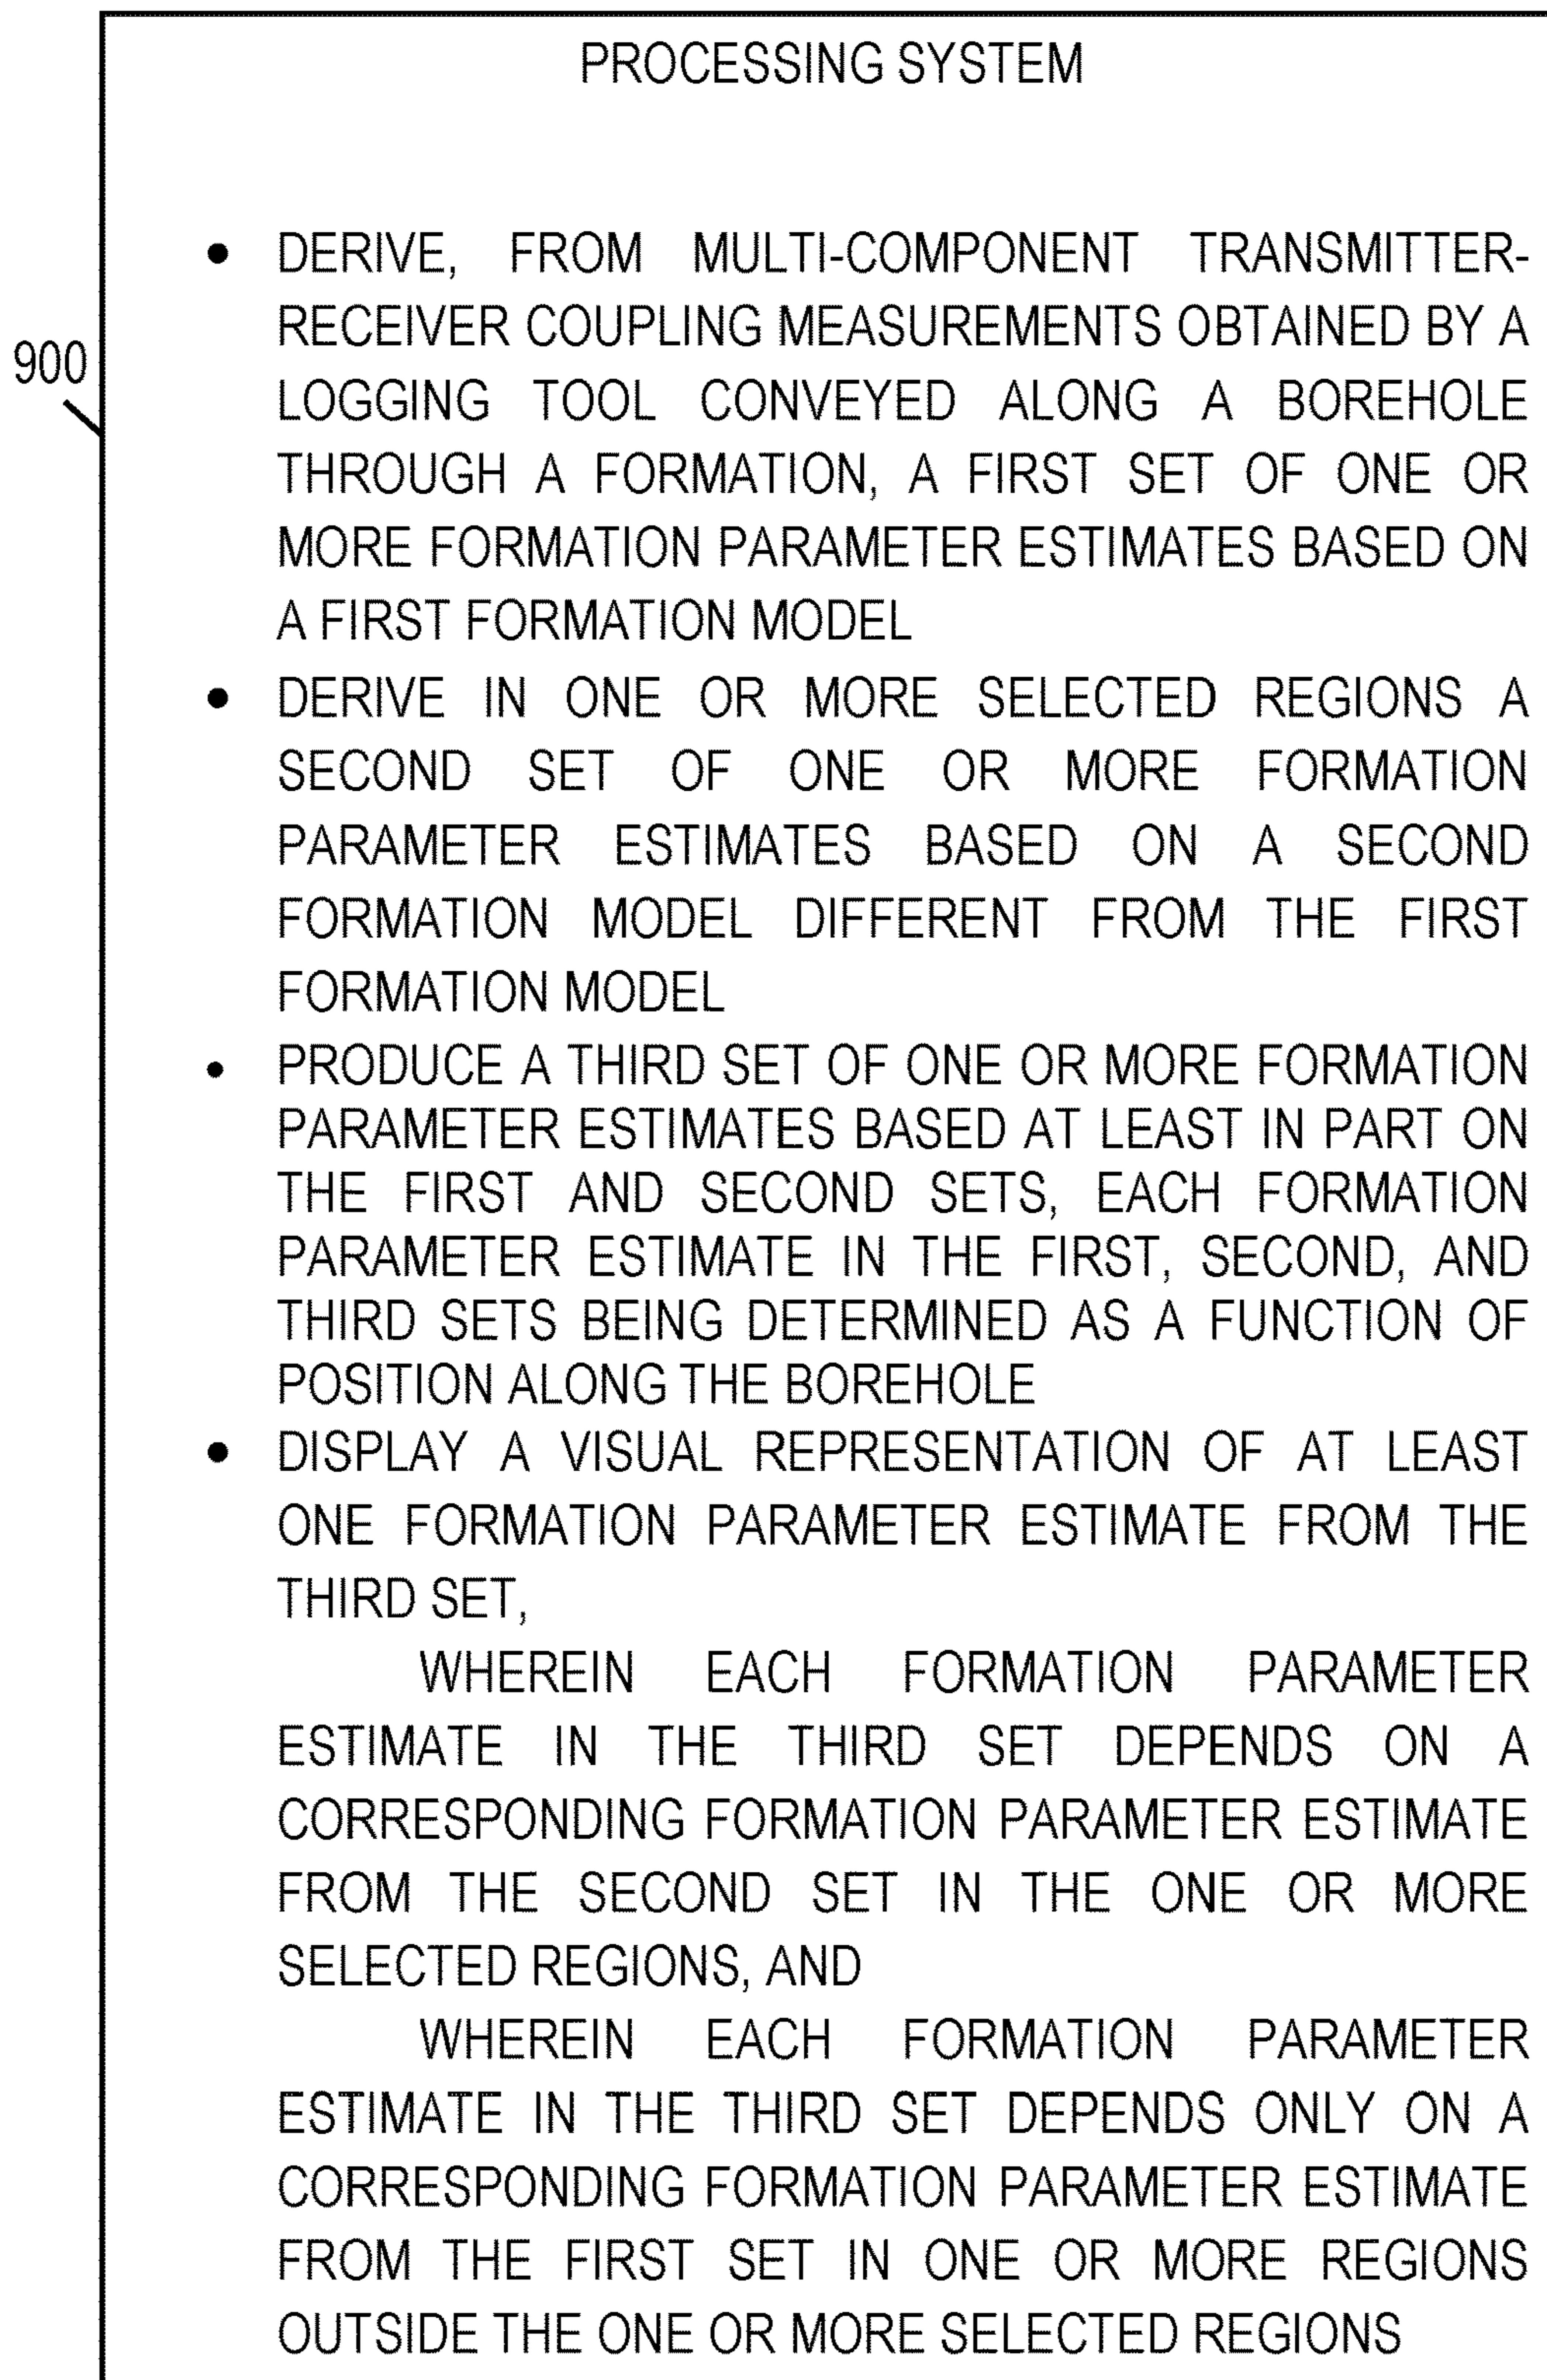 PROCESSING SYSTEM
• DERIVE, FROM MULTI-COMPONENT TRANSMITTER-
RECEIVER COUPLING MEASUREMENTS OBTAINED BY A
900
LOGGING TOOL CONVEYED ALONG A BOREHOLE
THROUGH A FORMATION, A FIRST SET OF ONE OR
MORE FORMATION PARAMETER ESTIMATES BASED ON
A FIRST FORMATION MODEL
• DERIVE IN ONE OR MORE SELECTED REGIONS A
SECOND SET OF ONE OR MORE FORMATION
PARAMETER ESTIMATES BASED ON A SECOND
FORMATION MODEL DIFFERENT FROM THE FIRST
FORMATION MODEL
• PRODUCE A THIRD SET OF ONE OR MORE FORMATION
PARAMETER ESTIMATES BASED AT LEAST IN PART ON
THE FIRST AND SECOND SETS, EACH FORMATION
PARAMETER ESTIMATE IN THE FIRST, SECOND, AND
THIRD SETS BEING DETERMINED AS A FUNCTION OF
POSITION ALONG THE BOREHOLE
• DISPLAY A VISUAL REPRESENTATION OF AT LEAST
ONE FORMATION PARAMETER ESTIMATE FROM THE
THIRD SET,
WHEREIN EACH FORMATION PARAMETER
ESTIMATE IN THE THIRD SET DEPENDS ON A
CORRESPONDING FORMATION PARAMETER ESTIMATE
FROM THE SECOND SET IN THE ONE OR MORE
SELECTED REGIONS, AND
WHEREIN EACH FORMATION PARAMETER
ESTIMATE IN THE THIRD SET DEPENDS ONLY ON A
CORRESPONDING FORMATION PARAMETER ESTIMATE
FROM THE FIRST SET IN ONE OR MORE REGIONS
OUTSIDE THE ONE OR MORE SELECTED REGIONS